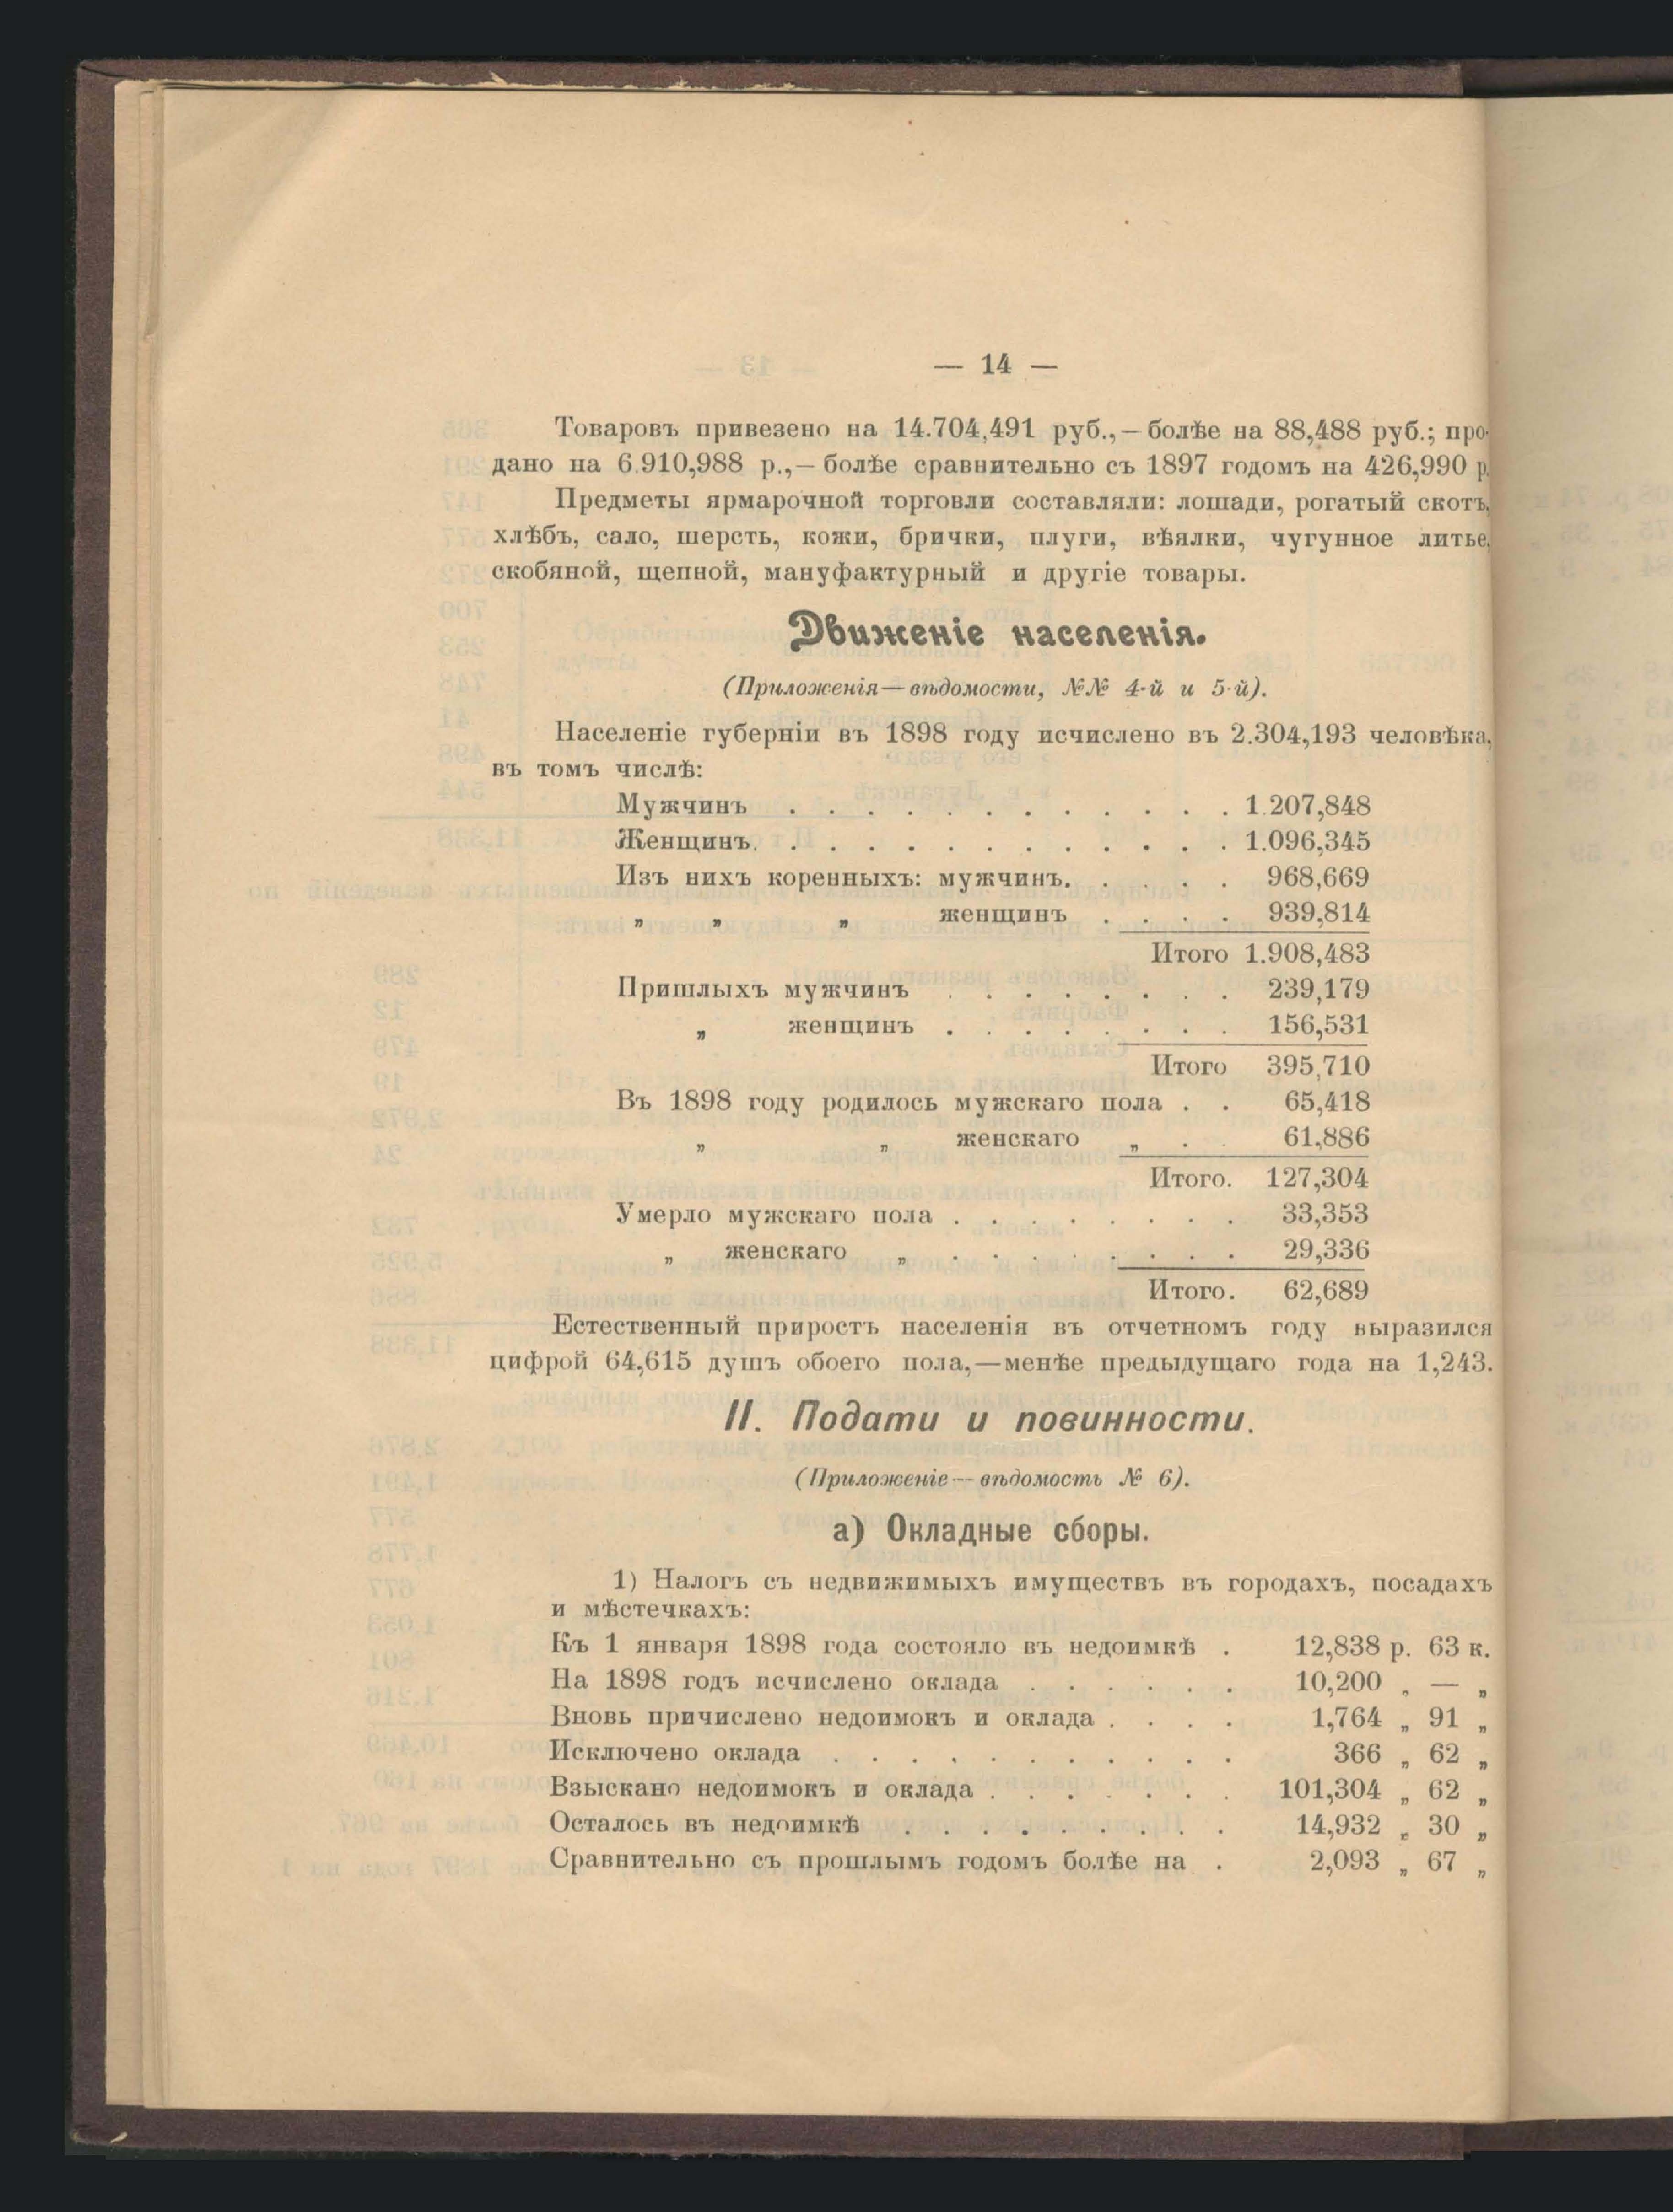 — 14 —
Товаровъ привезено на 14.704,491 руб.,—болѣе на 88,488 руб.; про-
дано на 6.910,988 р.,—болѣе сравнительно съ 1897 годомъ на 426,990 р.
Предметы ярмарочной торговли составляли: лошади, рогатый скотъ,
хлѣбъ, сало, шерсть, кожи, брички, плуги, вѣялки, чугунное литье,
скобяной, щепной, мануфактурный и другіе товары.
Движеніе населенія.
(Приложенія—вѣдомости, №№ 4-й и 5-й).
Населеніе губерніи въ 1898 году исчислено въ 2.304,193 человѣка,
въ томъ числѣ:
Мужчинъ . . . . . . . . . . . . 1.207,848
Женщинъ. . . . . . . . . . . . . 1.096,345
Изъ нихъ коренныхъ: мужчинъ. . . . . 968,669
„ „ „ женщинъ . . . . 939,814
Итого 1.908,483
Пришлыхъ мужчинъ . . . . . . . . 239,179
„ женщинъ . . . . . . . . 156,531
Итого 395,710
Въ 1898 году родилось мужскаго пола . . 65,418
„ „ женскаго „ . . 61,886
Итого. 127,304
Умерло мужскаго пола . . . . . . . . 33,353
„ женскаго „ . . . . . . . . 29,336
Итого. 62,689
Естественный приростъ населенія въ отчетномъ году выразился
цифрой 64,615 душъ обоего пола,—менѣе предыдущаго года на 1,243.
II. Подати и повинности.
(Приложеніе—вѣдомость № 6).
а) Окладные сборы.
1) Налогъ съ недвижимыхъ имуществъ въ городахъ, посадахъ
и мѣстечкахъ:
Къ 1 января 1898 года состояло въ недоимкѣ . 12,838 р. 63 к.
На 1898 годъ исчислено оклада . . . . . . 10,200 „ — „
Вновь причислено недоимокъ и оклада . . . . 1,764 „ 91 „
Исключено оклада . . . . . . . . . . . 366 „ 62 „
Взыскано недоимокъ и оклада . . . . . . . 101,304 „ 62 „
Осталось въ недоимкѣ . . . . . . . . . 14,932 „ 30 „
Сравнительно съ прошлымъ годомъ болѣе на . 2,093 „ 67 „